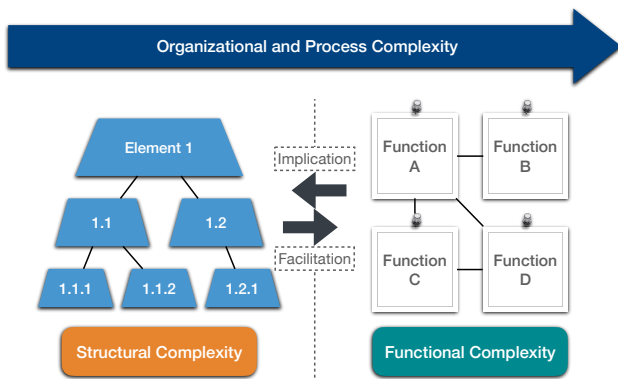 Organizational and Process Complexity
Element 1
1.1
1.2
1.1.1
1.1.2
1.2.1
Structural Complexity
Implication
Facilitation
Function
A
Function
B
Function
C
Function
D
Functional Complexity